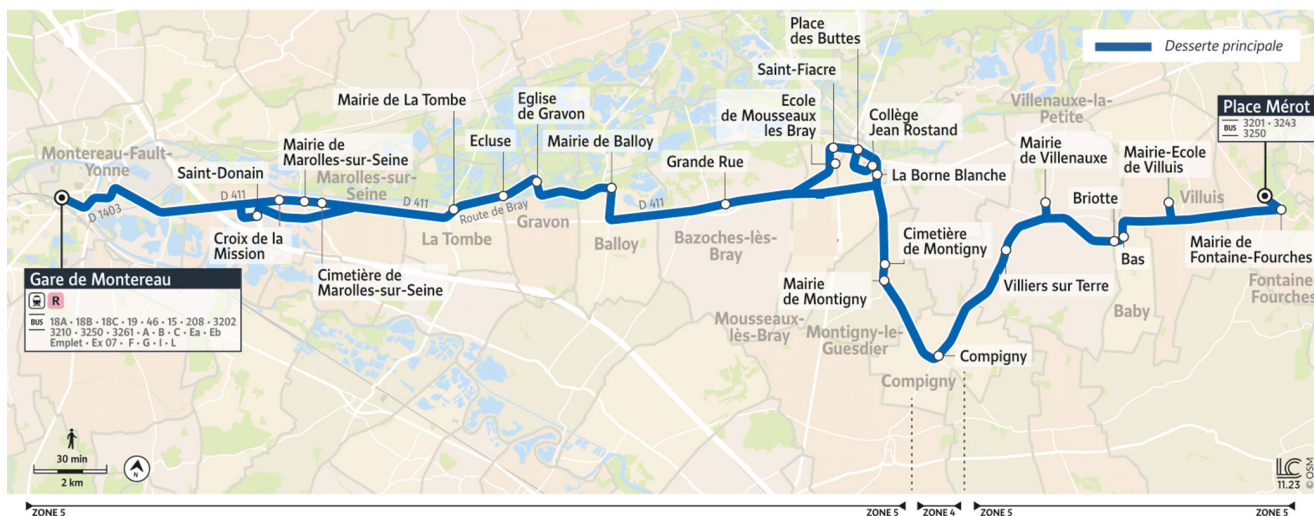 Desserte principale
Place
des Buttes
Saint-Fiacre
Ecole
de Mousseaux
les Bray
Collège
Jean Rostand
La Borne Blanche
Mairie de La Tombe
Ecluse
Eglise
de Gravon
Mairie de Balloy
Grande Rue
Mairie de
Marolles-sur-Seine
Saint-Donain
Montereau-Fault-
Yonne
Marolles-sur-
Seine
D 1403
D 411
D 411
Route de Bray
D 411
La Tombe
Gravon
Balloy
Bazoches-lès-
Bray
Croix de la
Mission
Cimetière de
Marolles-sur-Seine
Gare de Montereau
R
BUS
18A • 18B • 18C • 19 • 46 • 15 • 208 • 3202
3210 • 3250 • 3261 • A • B • C • Ea • Eb
Emplet • Ex 07 • F • G • I • L
Villenaux-la-
Petite
Place Mérot
BUS
3201 • 3243
3250
Mairie
de Villenauxe
Mairie-Ecole
de Villuis
Briotte
Villuis
Cimetière
de Montigny
Mairie
de Montigny
Villiers sur Terre
Bas
Baby
Mairie de
Fontaine-Fourches
Fontaine-
Fourches
Mousseaux-
lès-Bray
Montigny-le-
Guesdier
Compigny
Compigny
30 min
2 km
N
LC
11.23
© OSM
ZONE 5
ZONE 5
ZONE 4
ZONE 5
ZONE 5